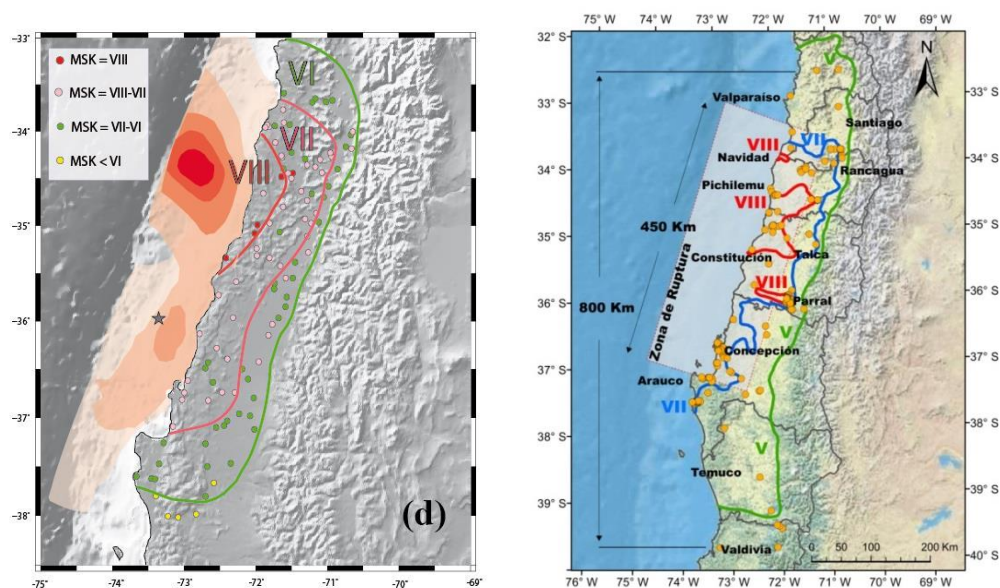 -33°
-34°
-35°
-36°
-37°
-38°
-75°
-74°
-73°
-72°
-71°
-70°
-69°
MSK = VIII
MSK = VIII-VII
MSK = VII-VI
MSK < VI
VI
VII
VIII
(d)
75° W
74° W
73° W
72° W
71° W
70° W
69° W
32° S
33° S
34° S
35° S
36° S
37° S
38° S
39° S
40° S
N
V
Valparaíso
Santiago
VIII
VII
Navidad
Rancagua
Pichilemu
VIII
450 Km
Constitución
Talca
VIII
Parral
800 Km
Zona de Ruptura
V
Concepción
Arauco
VII
V
Temuco
Valdivia
0 50 100 200 Km
76° W
75° W
74° W
73° W
72° W
71° W
70° W
69° W